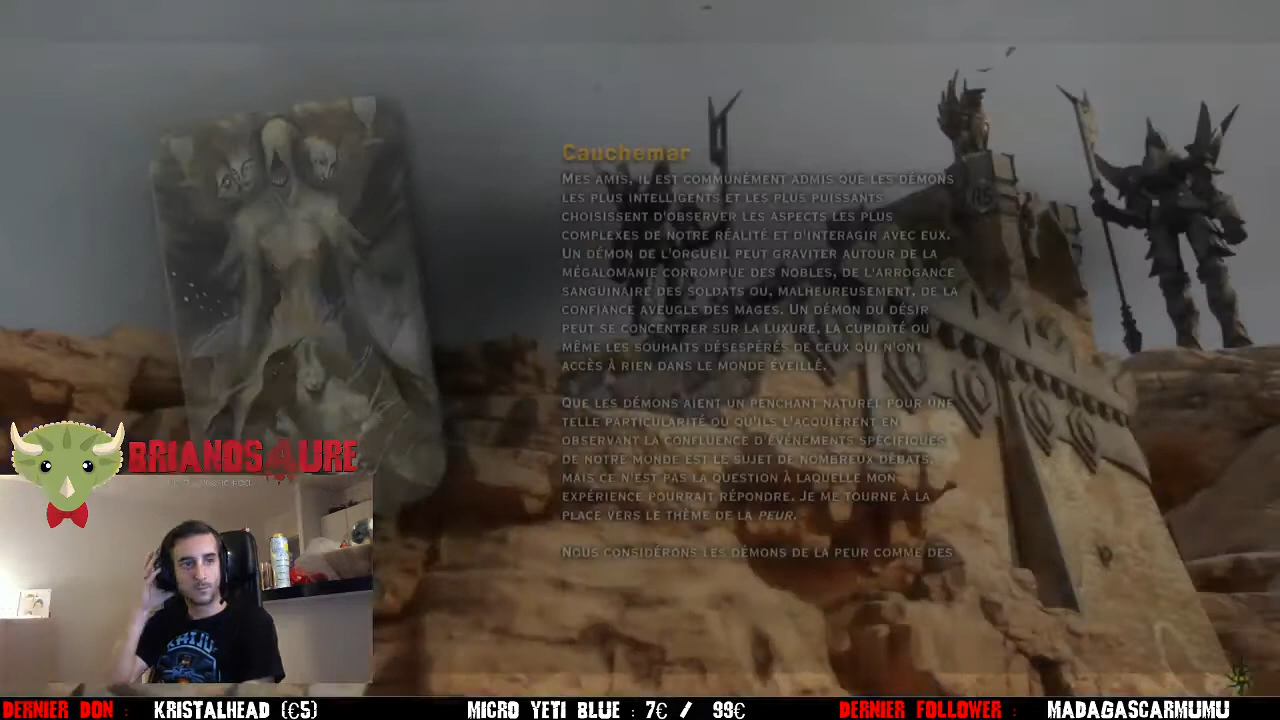 Cauchemar
MES AMIS, IL EST COMMUNÉMENT ADMIS QUE LES DÉMONS
LES PLUS INTELLIGENTS ET LES PLUS PUISSANTS
CHOISISSENT D'OBSERVER LES ASPECTS LES PLUS
COMPLEXES DE NOTRE RÉALITÉ ET D'INTERAGIR AVEC EUX.
UN DÉMON DE L'ORGUEIL PEUT GRAVITER AUTOUR DE LA
MÉGALOMANIE CORROMPUE DES NOBLES, DE L'ARROGANCE
SANGUINAIRE DES SOLDATS OU, MALHEUREUSEMENT, DE LA
CONFIANCE AVEUGLE DES MAGES. UN DÉMON DU DÉSIR
PEUT SE CONCENTRER SUR LA LUXURE, LA CUPIDITÉ OU
MÊME LES SOUHAITS DÉSESPÉRÉS DE CEUX QUI N'ONT
ACCÈS À RIEN DANS LE MONDE ÉVEILLÉ.
QUE LES DÉMONS AIENT UN PENCHANT NATUREL POUR UNE
TELLE PARTICULARITÉ OU QU'ILS L'ACQUIÈRENT EN
OBSERVANT LA CONFLUENCE D'ÉVÉNEMENTS SPÉCIFIQUES
DE NOTRE MONDE EST LE SUJET DE NOMBREUX DÉBATS,
MAIS CE N'EST PAS LA QUESTION À LAQUELLE MON
EXPÉRIENCE POURRAIT RÉPONDRE. JE ME TOURNE À LA
PLACE VERS LE THÈME DE LA PEUR.
NOUS CONSIDÉRONS LES DÉMONS DE LA PEUR COMME DES
BRIANOS4URE
DERNIER DON : KRISTALHEAD (€5)
MICRO YETI BLUE : 7€ / 99€
DERNIER FOLLOWER : MADAGASCARMUMU